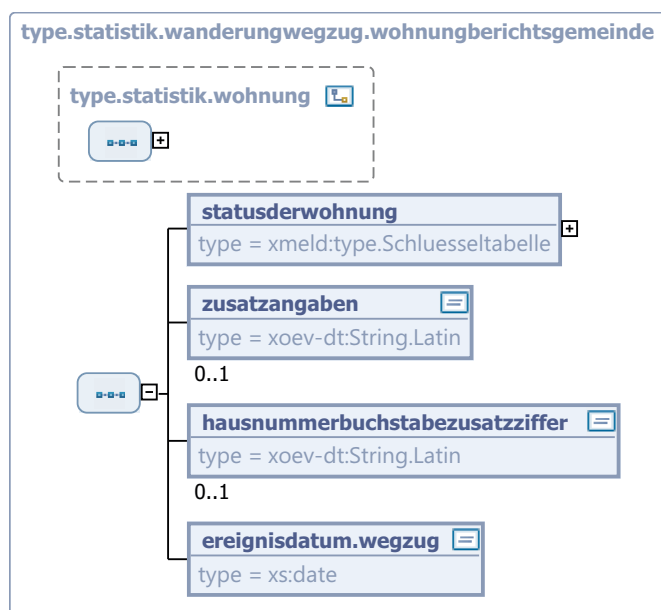 type.statistik.wanderungwegzug.wohnungberichtsgemeinde
type.statistik.wohnung
statusderwohnung
type = xmeld:type.Schluesseltabelle
zusatzangaben
type = xoev-dt:String.Latin
0..1
hausnummerbuchstabezusatzziffer
type = xoev-dt:String.Latin
0..1
ereignisdatum.wegzug
type = xs:date